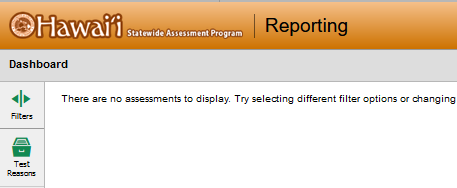 Hawai'i Statewide Assessment Program Reporting
Dashboard
There are no assessments to display. Try selecting different filter options or changing
Filters
Test
Reasons